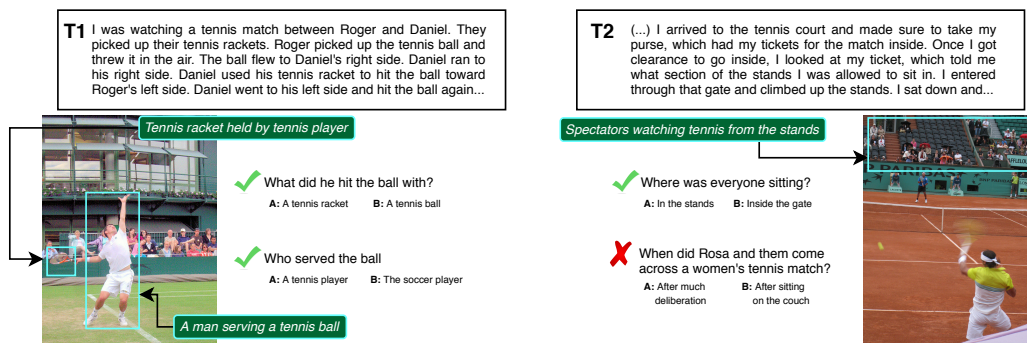 T1 I was watching a tennis match between Roger and Daniel. They
picked up their tennis rackets. Roger picked up the tennis ball and
threw it in the air. The ball flew to Daniel's right side. Daniel ran to
his right side. Daniel used his tennis racket to hit the ball toward
Roger's left side. Daniel went to his left side and hit the ball again...
Tennis racket held by tennis player
What did he hit the ball with?
A: A tennis racket B: A tennis ball
Who served the ball
A: A tennis player B: The soccer player
A man serving a tennis ball
T2 (...) I arrived to the tennis court and made sure to take my
purse, which had my tickets for the match inside. Once I got
clearance to go inside, I looked at my ticket, which told me
what section of the stands I was allowed to sit in. I entered
through that gate and climbed up the stands. I sat down and...
Spectators watching tennis from the stands
Where was everyone sitting?
A: In the stands B: Inside the gate
When did Rosa and them come
across a women's tennis match?
A: After much B: After sitting
deliberation on the couch